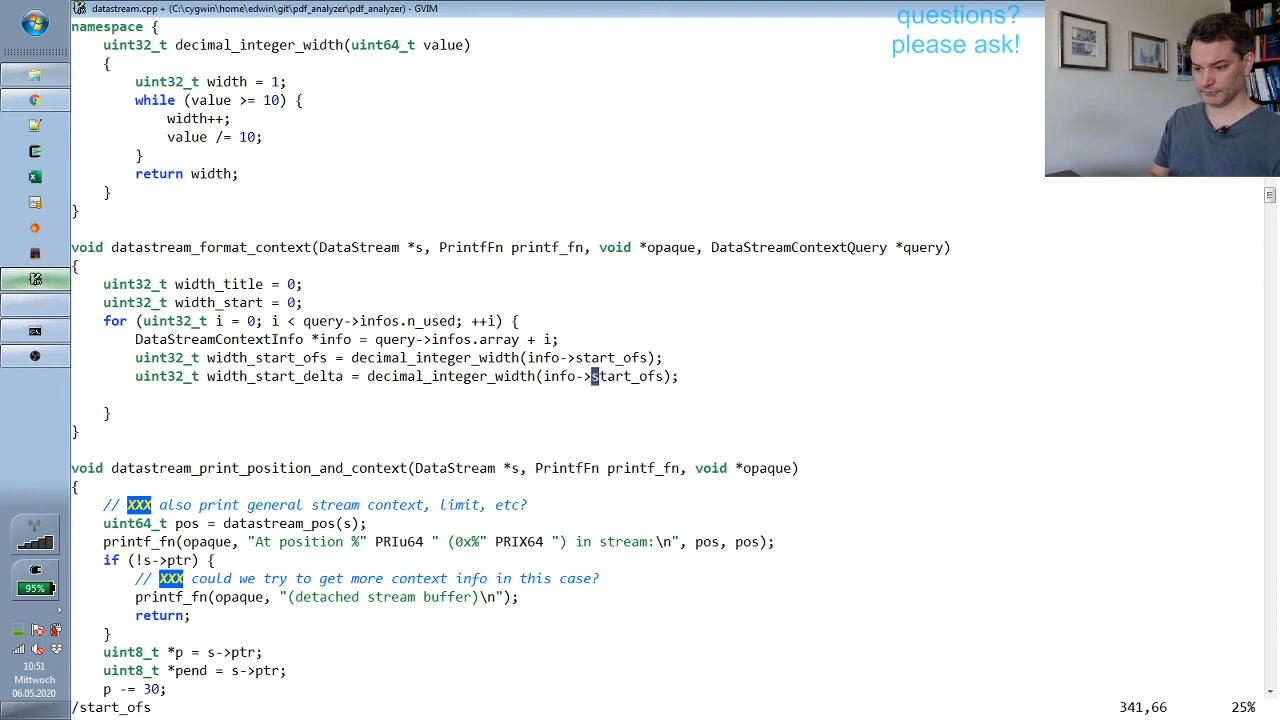 datastream.cpp + (C:\cygwin\home\edwin\git\pdf_analyzer\pdf_analyzer) - GVIM
questions?
please ask!
namespace {
    uint32_t decimal_integer_width(uint64_t value)
    {
        uint32_t width = 1;
        while (value >= 10) {
            width++;
            value /= 10;
        }
        return width;
    }
}
void datastream_format_context(DataStream *s, PrintfFn printf_fn, void *opaque, DataStreamContextQuery *query)
{
    uint32_t width_title = 0;
    uint32_t width_start = 0;
    for (uint32_t i = 0; i < query->infos.n_used; ++i) {
        DataStreamContextInfo *info = query->infos.array + i;
        uint32_t width_start_ofs = decimal_integer_width(info->start_ofs);
        uint32_t width_start_delta = decimal_integer_width(info->start_ofs);
    }
}
void datastream_print_position_and_context(DataStream *s, PrintfFn printf_fn, void *opaque)
{
    // XXX also print general stream context, limit, etc?
    uint64_t pos = datastream_pos(s);
    printf_fn(opaque, "At position %" PRIu64 " (0x%" PRIX64 ") in stream:\n", pos, pos);
    if (!s->ptr) {
        // XXX could we try to get more context info in this case?
        printf_fn(opaque, "(detached stream buffer)\n");
        return;
    }
    uint8_t *p = s->ptr;
    uint8_t *pend = s->ptr;
    p -= 30;
/start_ofs
341,66
25%
95%
10:51
Mittwoch
06.05.2020